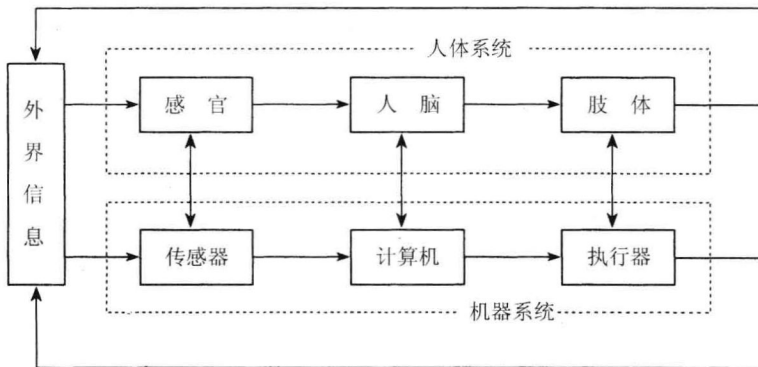 人体系统
外界信息
感官
人脑
肢体
传感器
计算机
执行器
机器系统